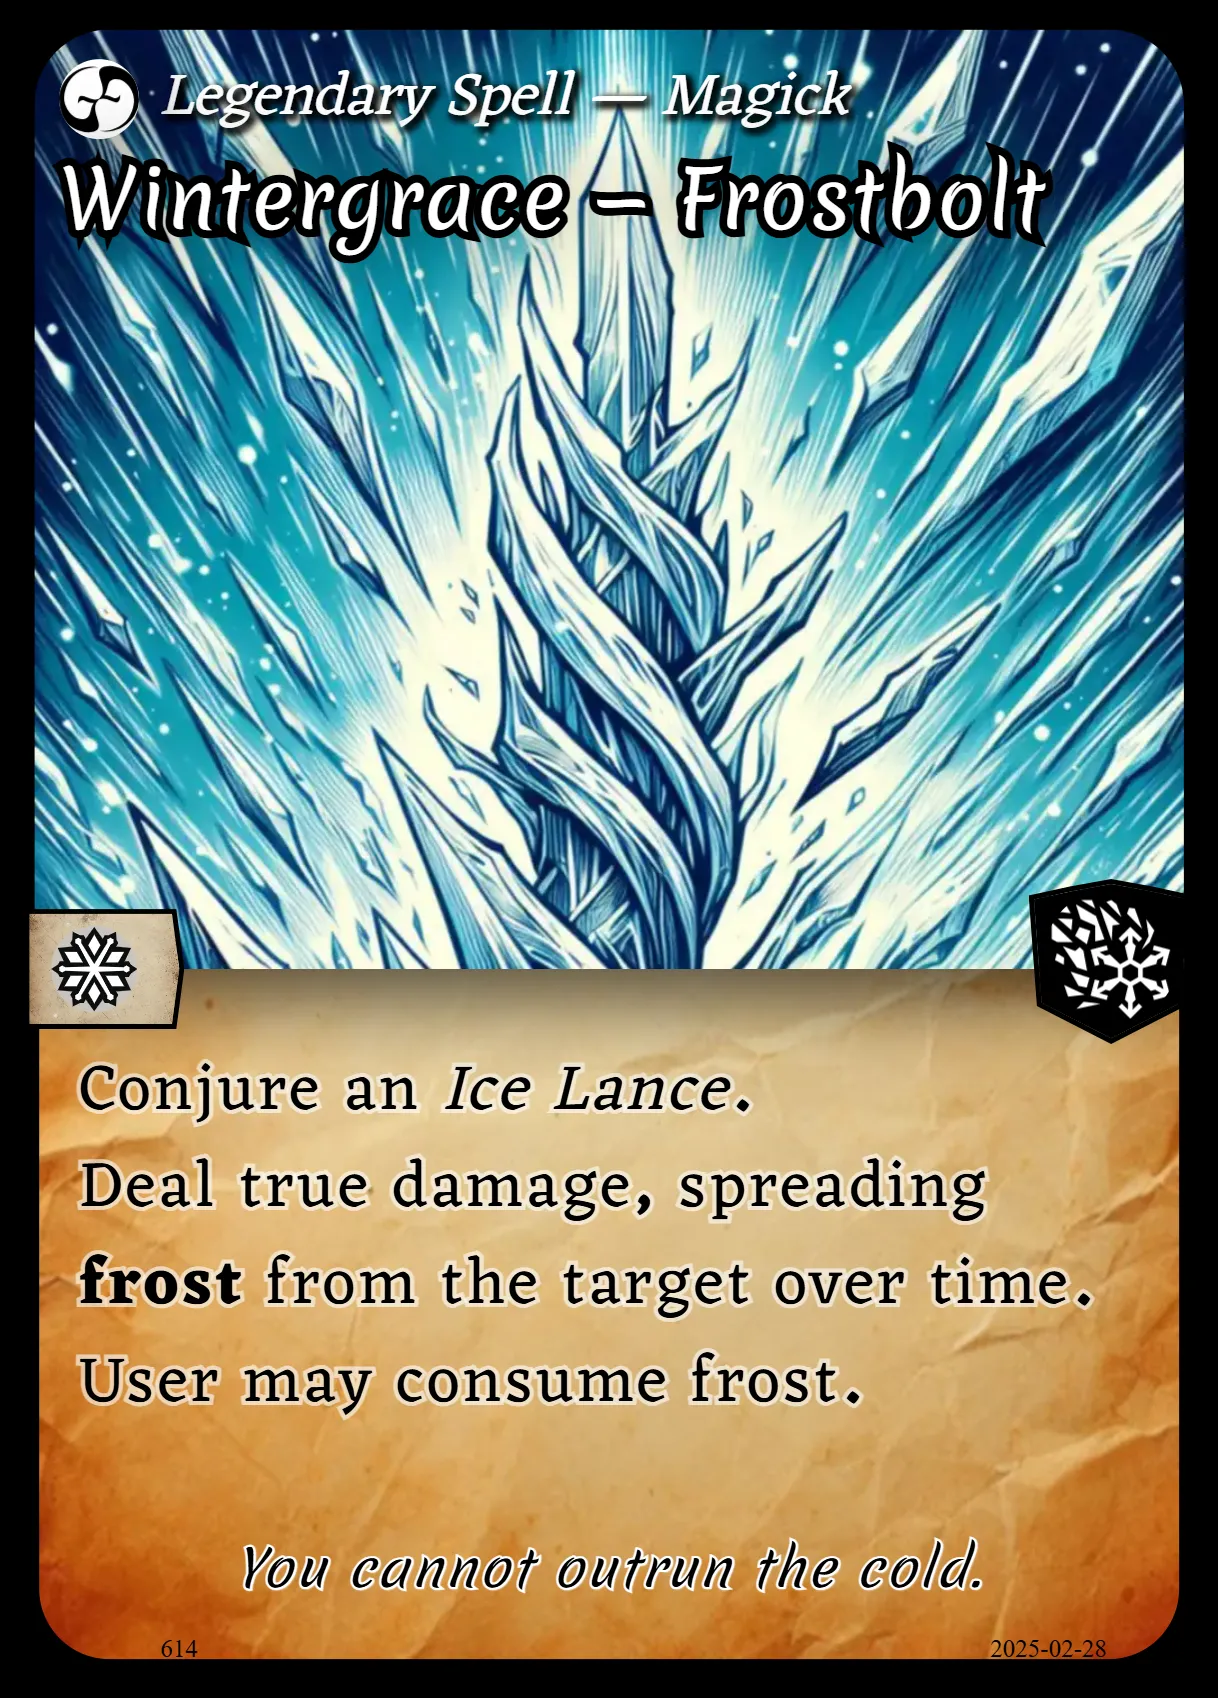 Legendary Spell — Magick
Wintergrace – Frostbolt
Conjure an Ice Lance.
Deal true damage, spreading
frost from the target over time.
User may consume frost.
You cannot outrun the cold.
614
2025-02-28